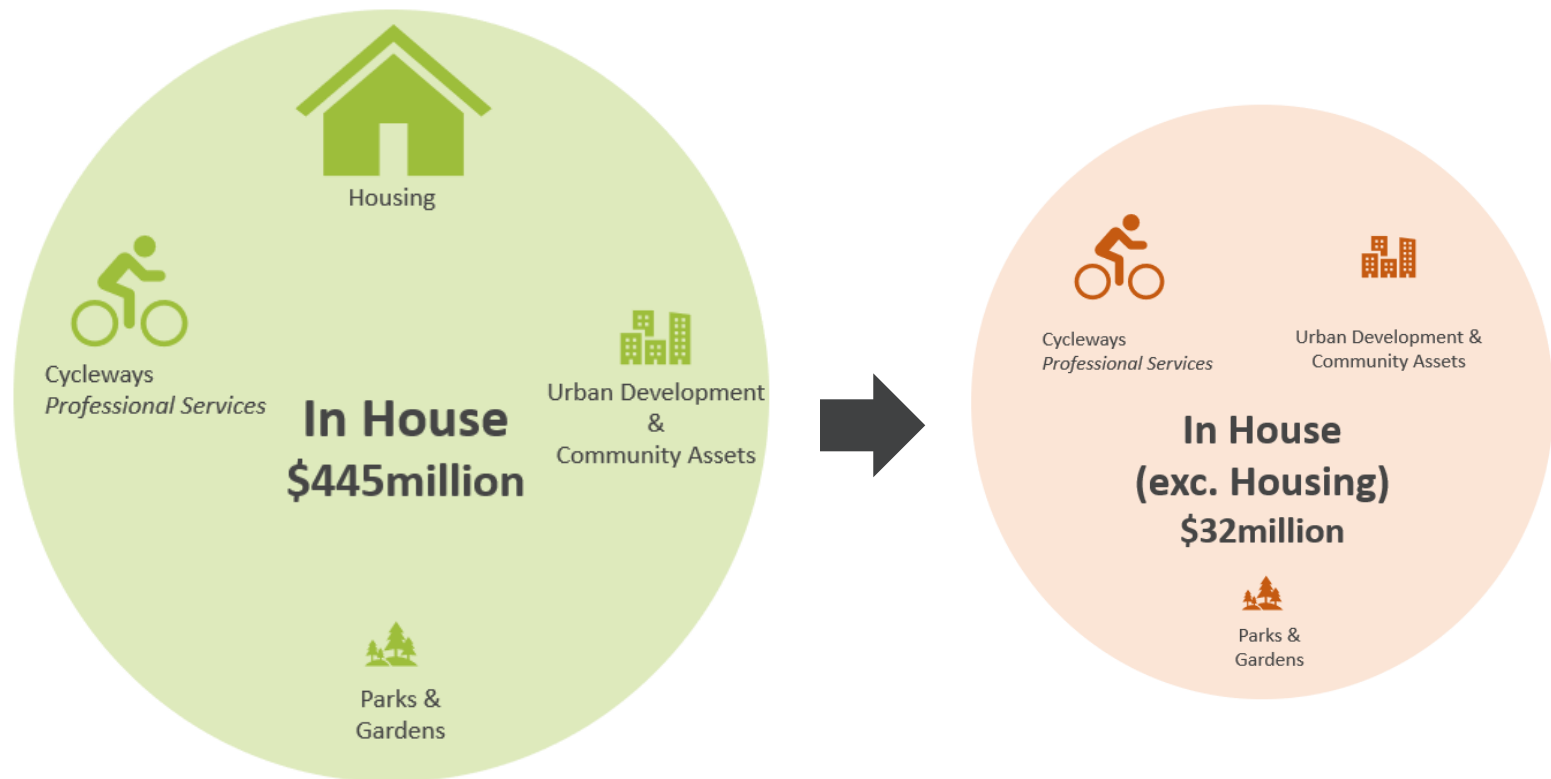 Housing
Cycleways
Professional Services
In House
$445million
Urban Development
&
Community Assets
Parks &
Gardens
Cycleways
Professional Services
Urban Development &
Community Assets
In House
(exc. Housing)
$32million
Parks &
Gardens